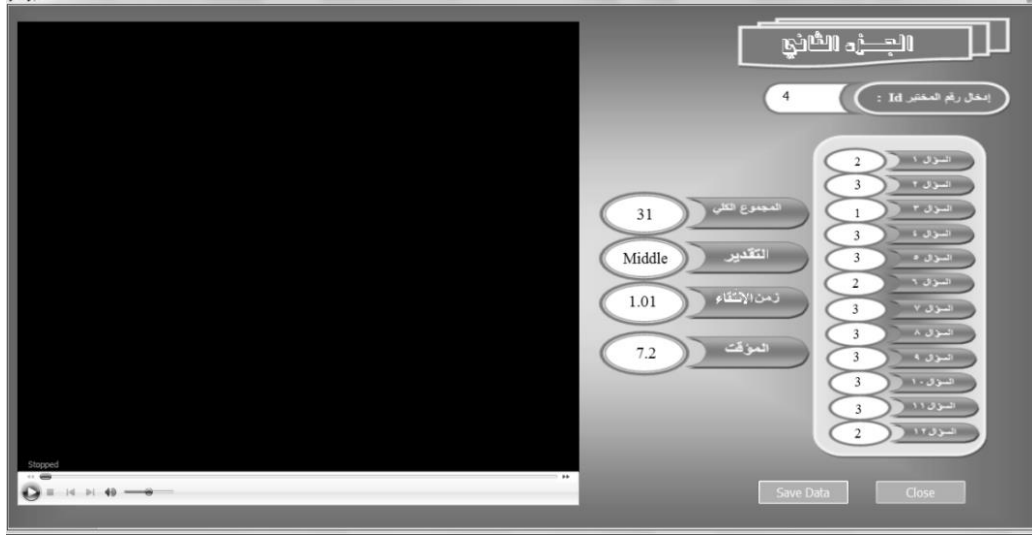 الجـــزء الثاني
إدخال رقم المختبر Id :
4
السؤال ١
2
السؤال ٢
3
السؤال ٣
1
السؤال ٤
3
السؤال ٥
3
السؤال ٦
2
السؤال ٧
3
السؤال ٨
3
السؤال ٩
3
السؤال ١٠
3
السؤال ١١
3
السؤال ١٢
2
المجموع الكلي
31
التقدير
Middle
زمن الإنتقاء
1.01
المؤقت
7.2
Stopped
Save Data
Close